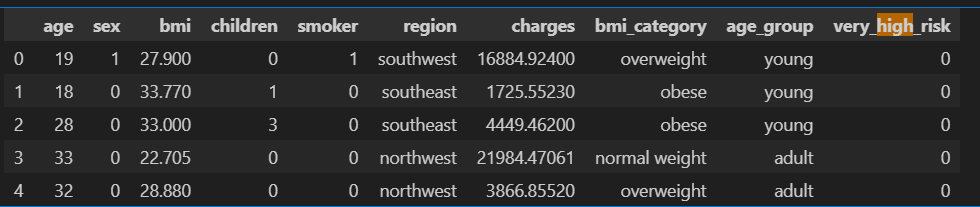 age sex bmi children smoker region charges bmi_category age_group very_high_risk
0 19 1 27.900 0 1 southwest 16884.92400 overweight young 0
1 18 0 33.770 1 0 southeast 1725.55230 obese young 0
2 28 0 33.000 3 0 southeast 4449.46200 obese young 0
3 33 0 22.705 0 0 northwest 21984.47061 normal weight adult 0
4 32 0 28.880 0 0 northwest 3866.85520 overweight adult 0